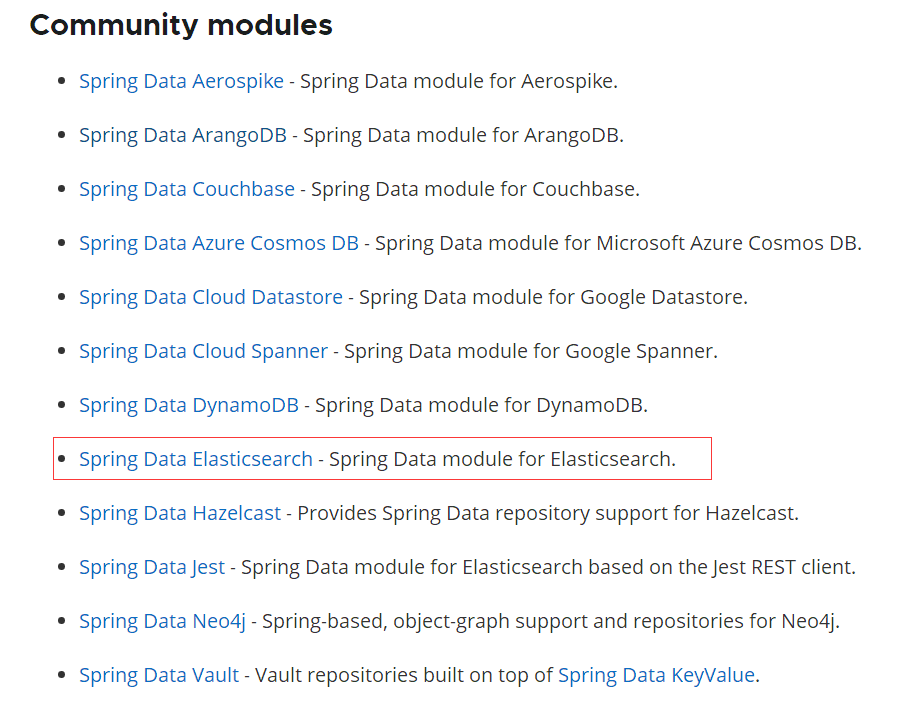 Community modules
• Spring Data Aerospike - Spring Data module for Aerospike.
• Spring Data ArangoDB - Spring Data module for ArangoDB.
• Spring Data Couchbase - Spring Data module for Couchbase.
• Spring Data Azure Cosmos DB - Spring Data module for Microsoft Azure Cosmos DB.
• Spring Data Cloud Datastore - Spring Data module for Google Datastore.
• Spring Data Cloud Spanner - Spring Data module for Google Spanner.
• Spring Data DynamoDB - Spring Data module for DynamoDB.
• Spring Data Elasticsearch - Spring Data module for Elasticsearch.
• Spring Data Hazelcast - Provides Spring Data repository support for Hazelcast.
• Spring Data Jest - Spring Data module for Elasticsearch based on the Jest REST client.
• Spring Data Neo4j - Spring-based, object-graph support and repositories for Neo4j.
• Spring Data Vault - Vault repositories built on top of Spring Data KeyValue.